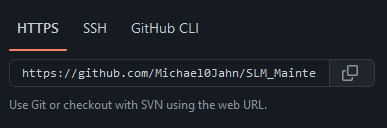 HTTPS SSH GitHub CLI
https://github.com/Michael0Jahn/SLM_Mainte
Use Git or checkout with SVN using the web URL.